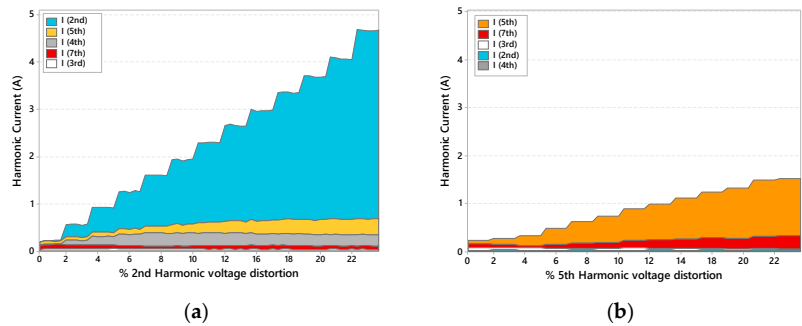 I (2nd)
I (5th)
I (4th)
I (7th)
I (3rd)
Harmonic Current (A)
5
4
3
2
1
0
0 2 4 6 8 10 12 14 16 18 20 22
% 2nd Harmonic voltage distortion
(a)
I (5th)
I (7th)
I (3rd)
I (2nd)
I (4th)
Harmonic Current (A)
5
4
3
2
1
0
0 2 4 6 8 10 12 14 16 18 20 22
% 5th Harmonic voltage distortion
(b)